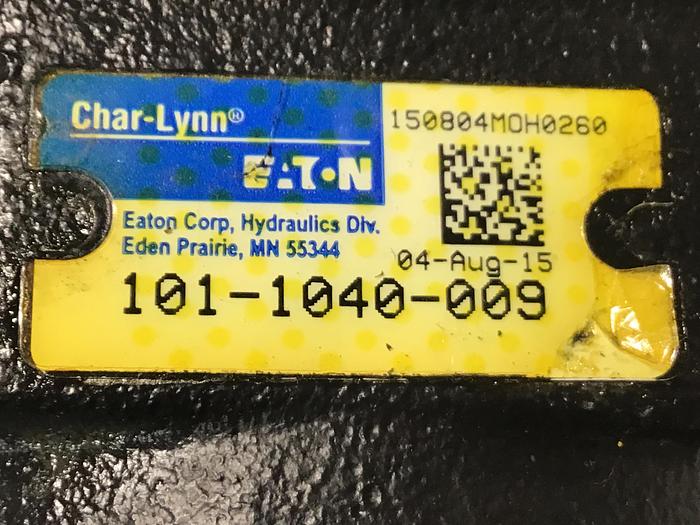 Char-Lynn®
EATON
150804MOH0260
Eaton Corp, Hydraulics Div.
Eden Prairie, MN 55344
04-Aug-15
101-1040-009